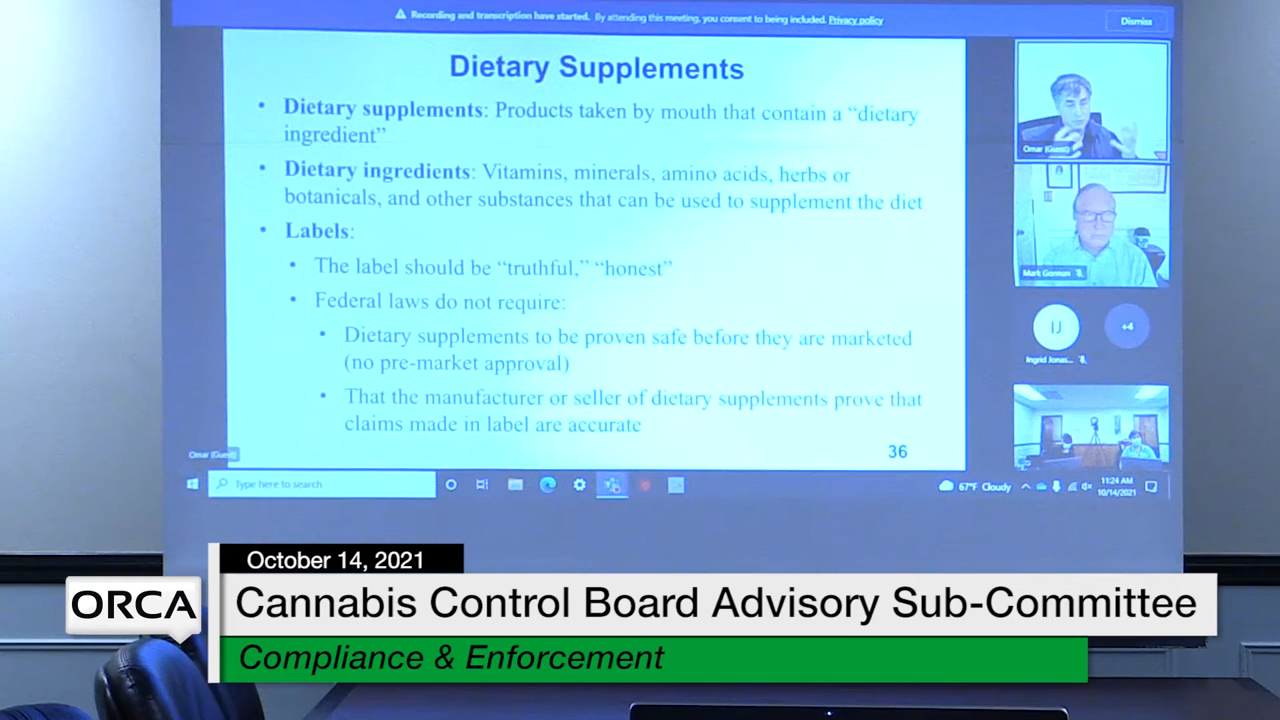 Recording and transcription have started. By attending this meeting, you consent to being included. Privacy policy
Dismiss
Dietary Supplements
• Dietary supplements: Products taken by mouth that contain a “dietary
ingredient”
• Dietary ingredients: Vitamins, minerals, amino acids, herbs or
botanicals, and other substances that can be used to supplement the diet
• Labels:
• The label should be “truthful,” “honest”
• Federal laws do not require:
• Dietary supplements to be proven safe before they are marketed
(no pre-market approval)
• That the manufacturer or seller of dietary supplements prove that
claims made in label are accurate
36
Omar (Guest)
Omar (Guest)
Mark Gorman
IJ
+4
Ingrid Jonas...
Type here to search
67°F Cloudy
11:24 AM
10/14/2021
October 14, 2021
ORCA
Cannabis Control Board Advisory Sub-Committee
Compliance & Enforcement